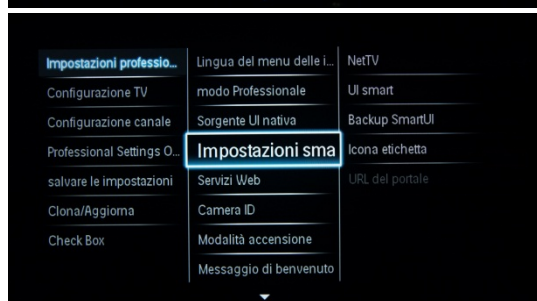 Impostazioni professio...
Configurazione TV
Configurazione canale
Professional Settings O...
salvare le impostazioni
Clona/Aggiorna
Check Box
Lingua del menu delle i...
modo Professionale
Sorgente UI nativa
Impostazioni sma
Servizi Web
Camera ID
Modalità accensione
Messaggio di benvenuto
NetTV
UI smart
Backup SmartUI
Icona etichetta
URL del portale